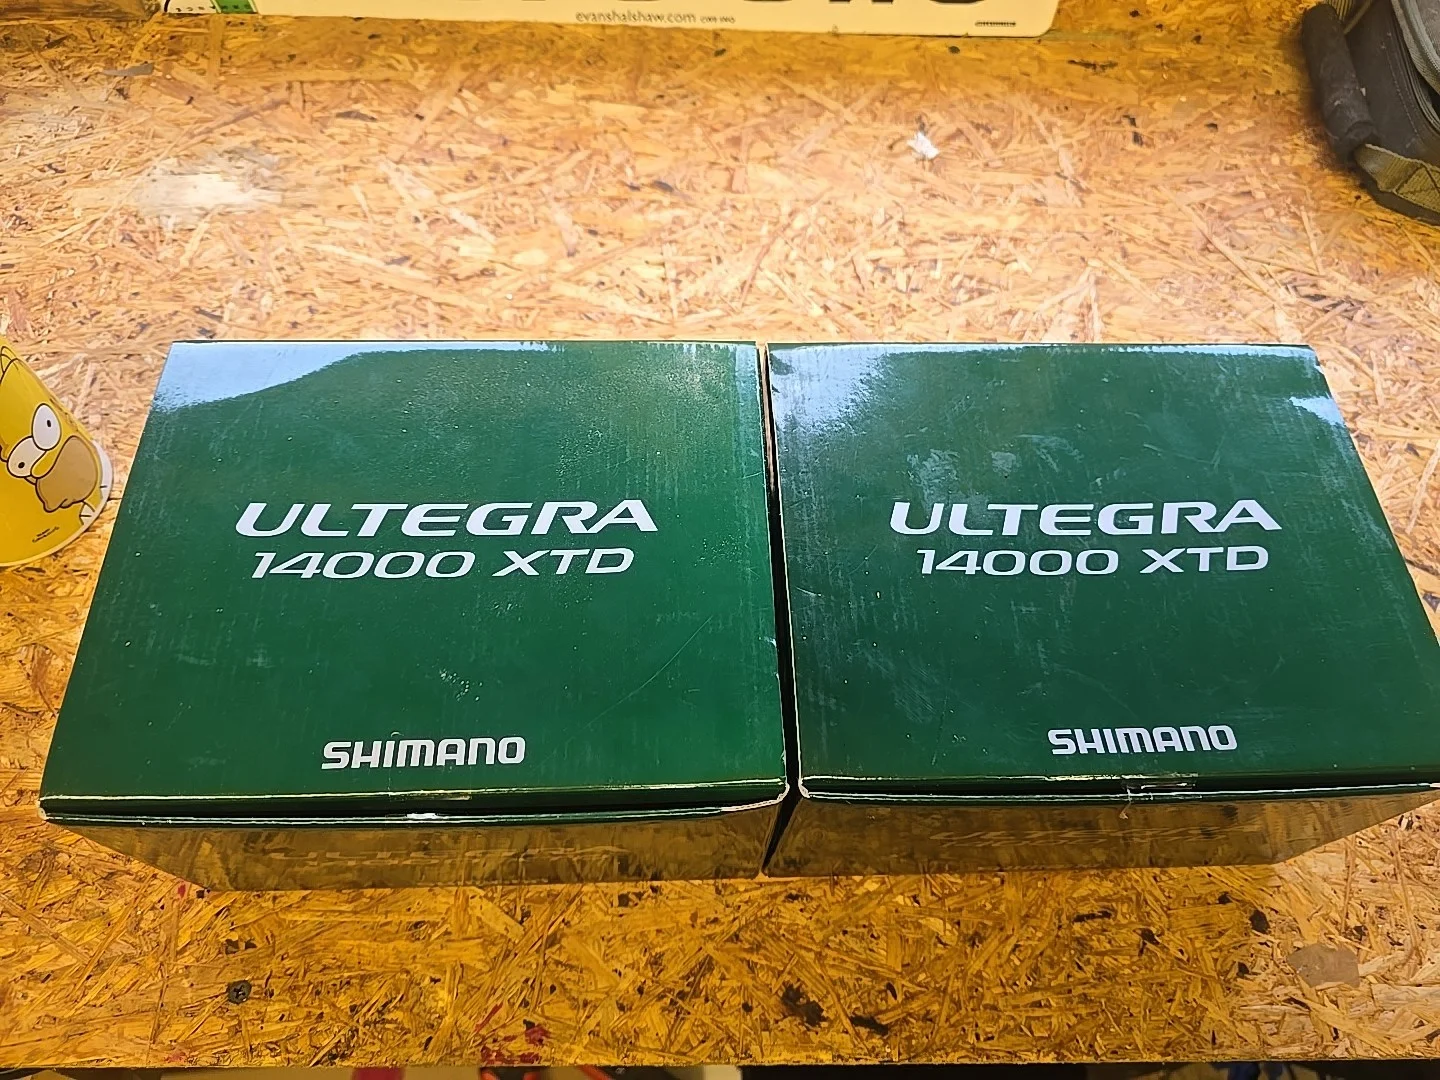 evanshalshaw.com
ULTEGRA
14000 XTD
SHIMANO
ULTEGRA
14000 XTD
SHIMANO